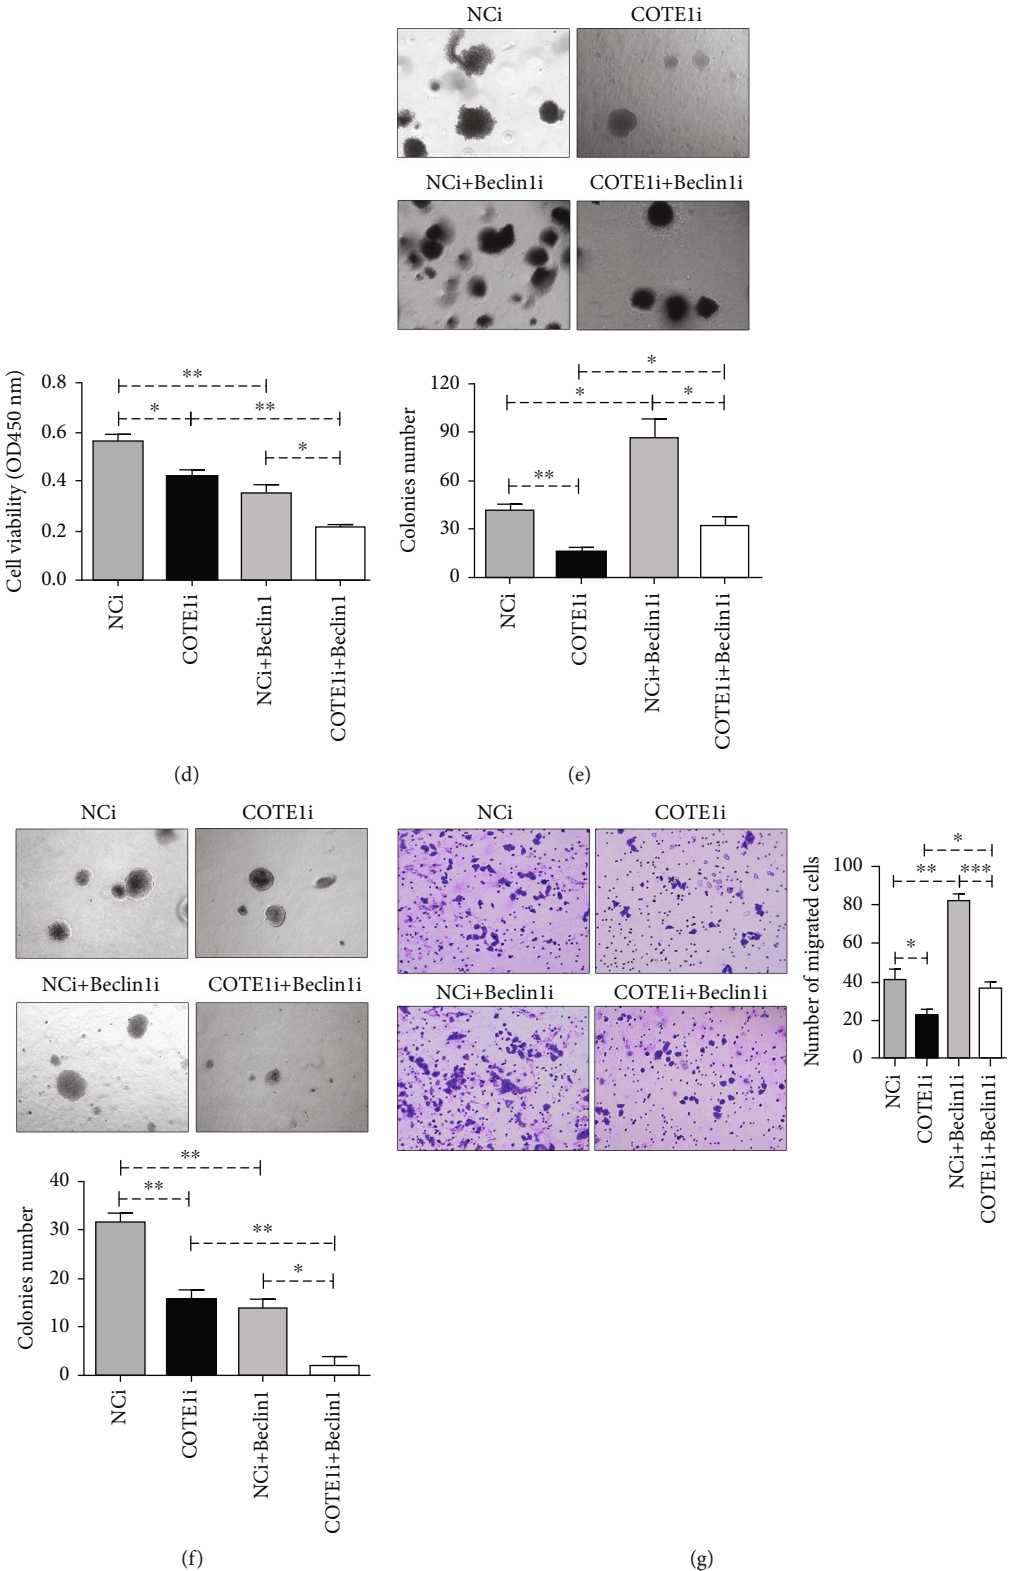 NCi
COTE1i
NCi+Beclin1i
COTE1i+Beclin1i
Cell viability (OD450 nm)
0.8
0.6
0.4
0.2
0.0
**
*
**
*
NCi
COTE1i
NCi+Beclin1
COTE1i+Beclin1
(d)
Colonies number
120
90
60
30
0
*
*
*
**
NCi
COTE1i
NCi+Beclin1i
COTE1i+Beclin1i
(e)
NCi
COTE1i
NCi+Beclin1i
COTE1i+Beclin1i
Colonies number
40
30
20
10
0
**
**
**
*
NCi
COTE1i
NCi+Beclin1
COTE1i+Beclin1
(f)
NCi
COTE1i
NCi+Beclin1i
COTE1i+Beclin1i
Number of migrated cells
100
80
60
40
20
0
*
**
***
*
NCi
COTE1i
NCi+Beclin1i
COTE1i+Beclin1i
(g)